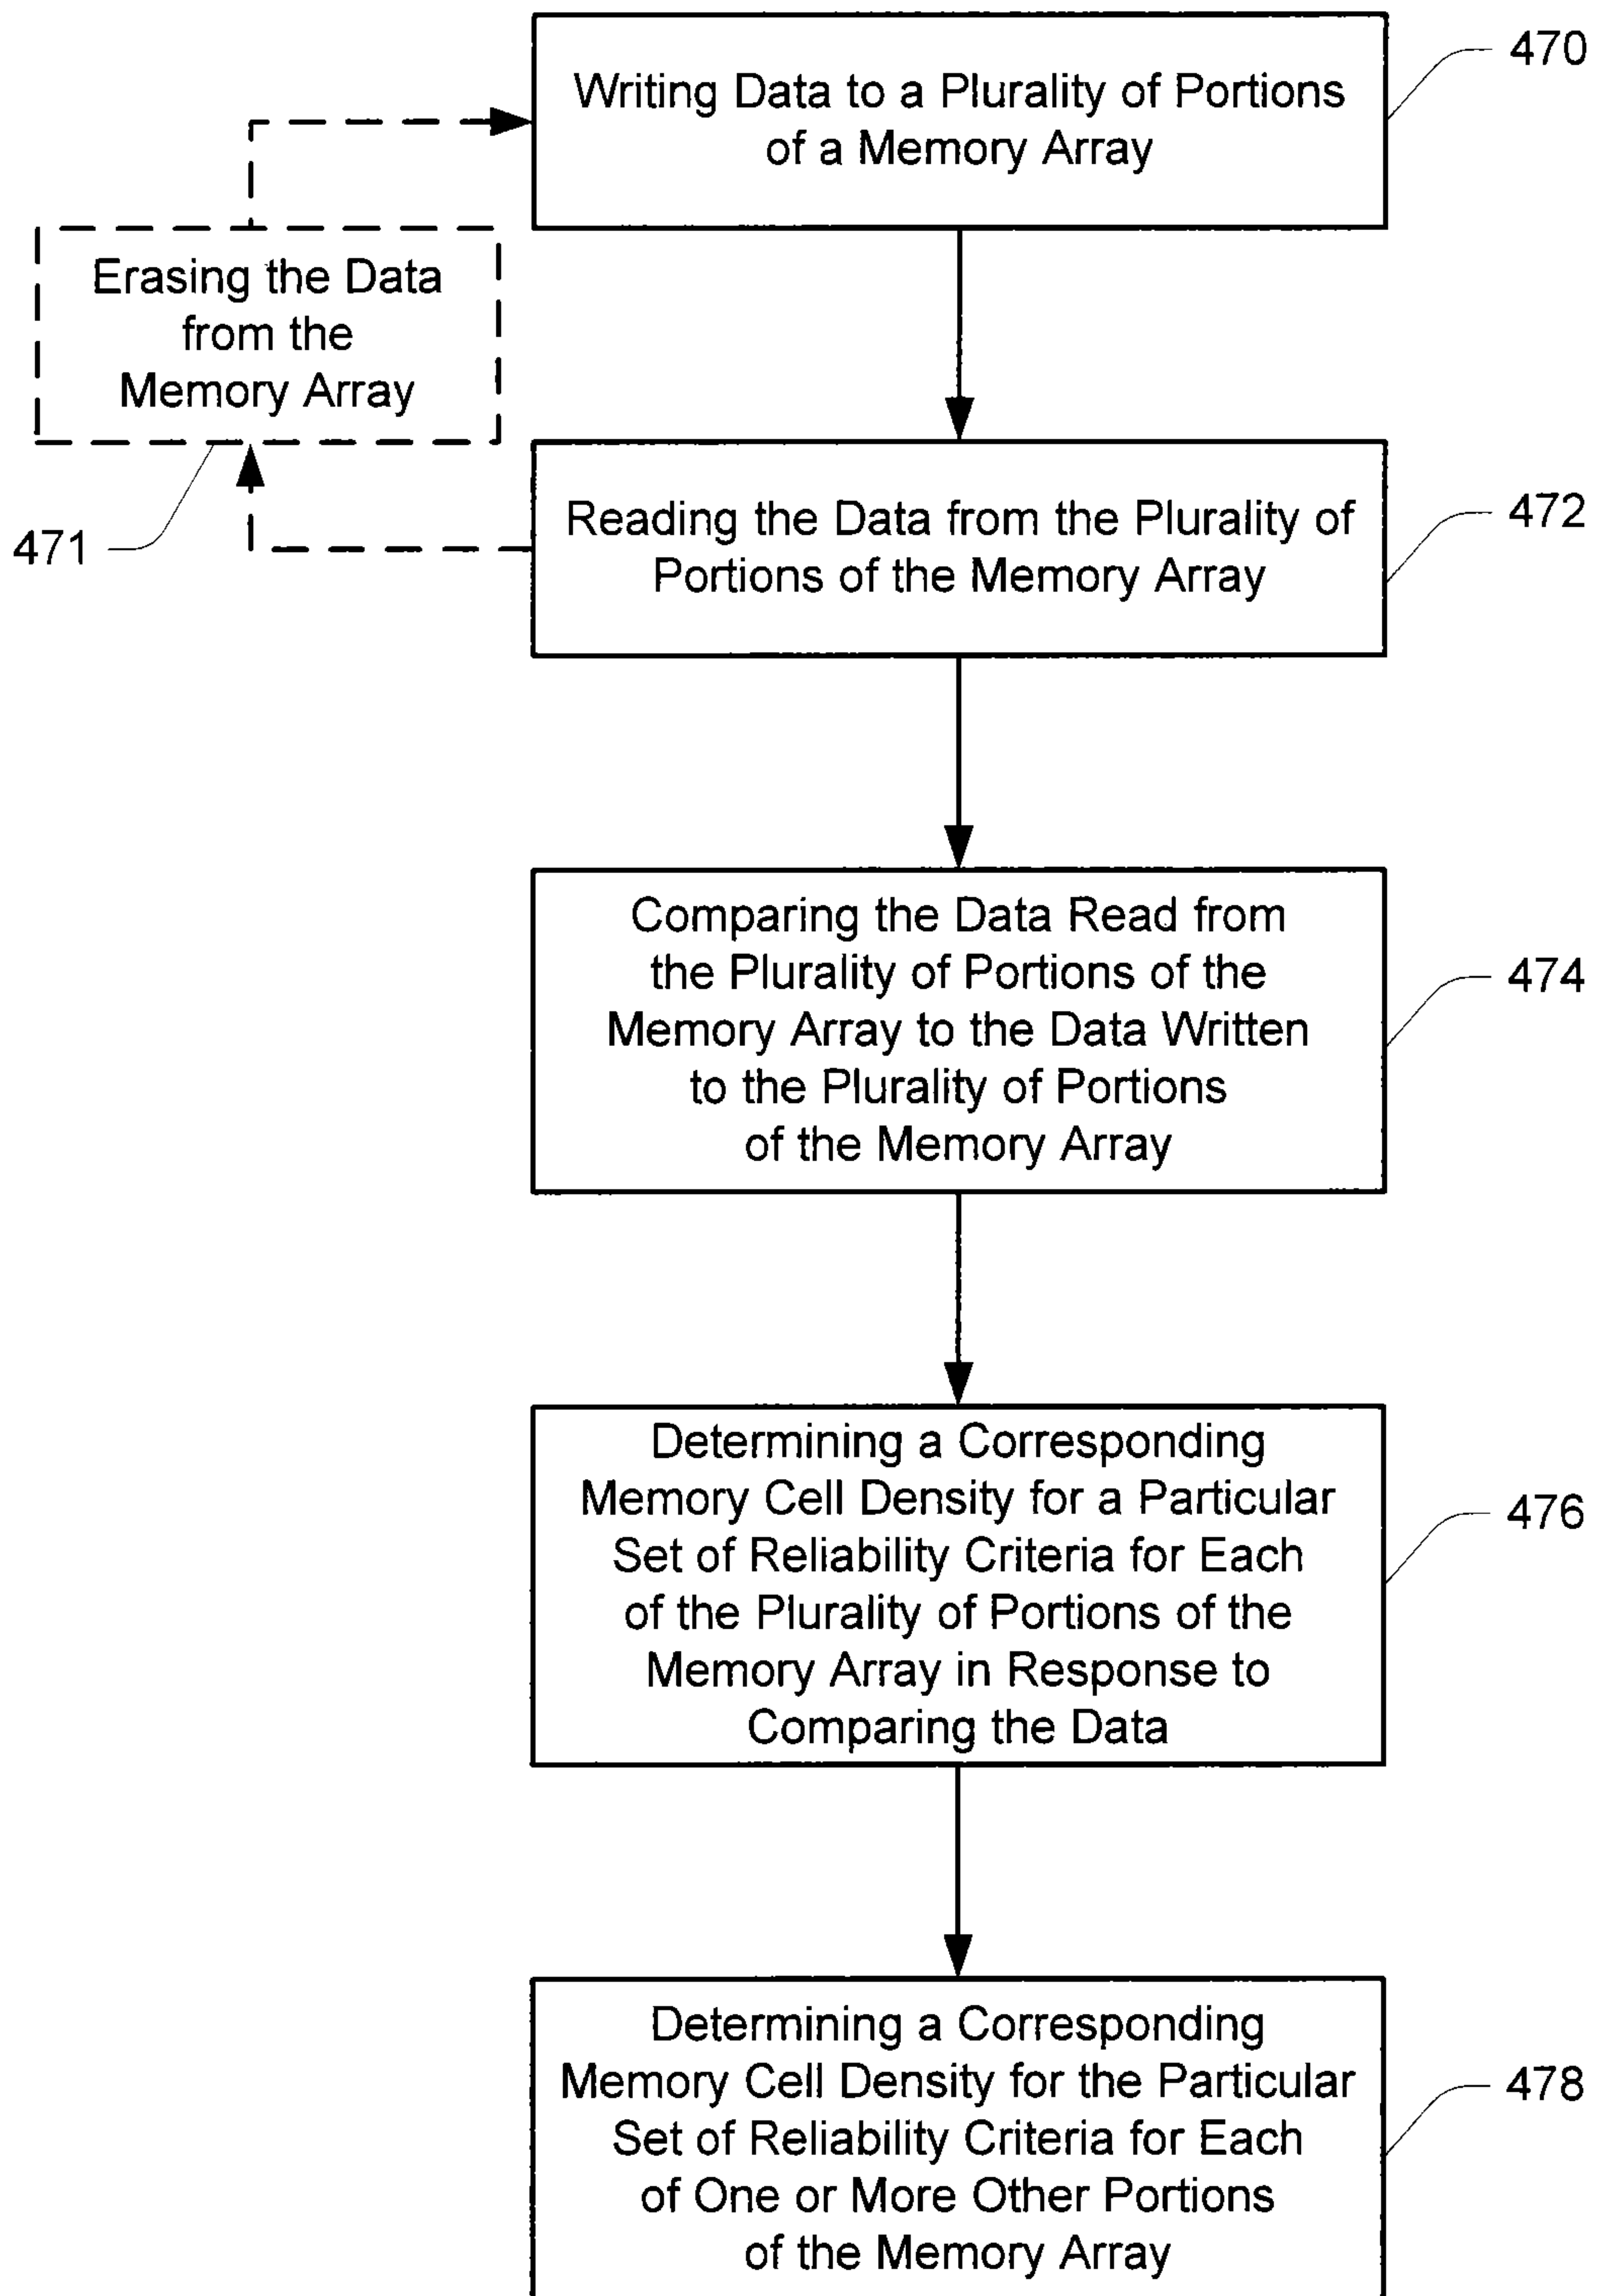 Writing Data to a Plurality of Portions
of a Memory Array
470
Erasing the Data
from the
Memory Array
471
Reading the Data from the Plurality of
Portions of the Memory Array
472
Comparing the Data Read from
the Plurality of Portions of the
Memory Array to the Data Written
to the Plurality of Portions
of the Memory Array
474
Determining a Corresponding
Memory Cell Density for a Particular
Set of Reliability Criteria for Each
of the Plurality of Portions of the
Memory Array in Response to
Comparing the Data
476
Determining a Corresponding
Memory Cell Density for the Particular
Set of Reliability Criteria for Each
of One or More Other Portions
of the Memory Array
478